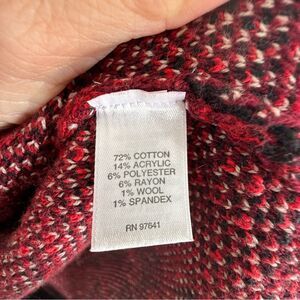 72% COTTON
14% ACRYLIC
6% POLYESTER
6% RAYON
1% WOOL
1% SPANDEX
RN 97641